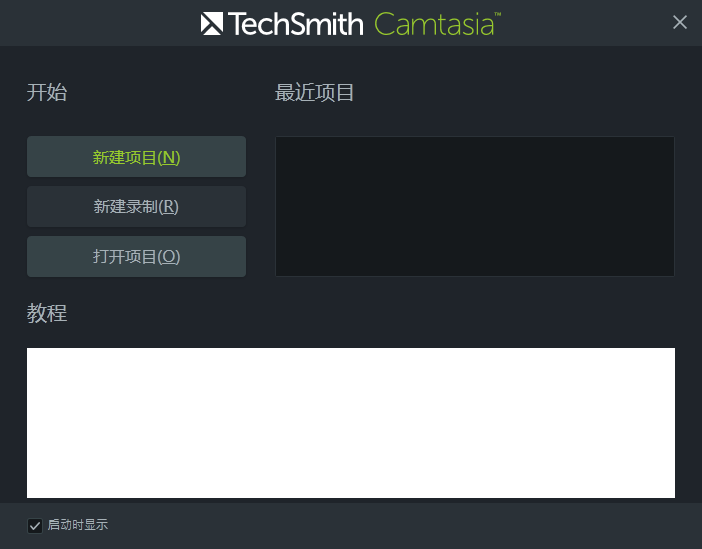 TechSmith Camtasia™
开始
最近项目
新建项目(N)
新建录制(R)
打开项目(O)
教程
启动时显示